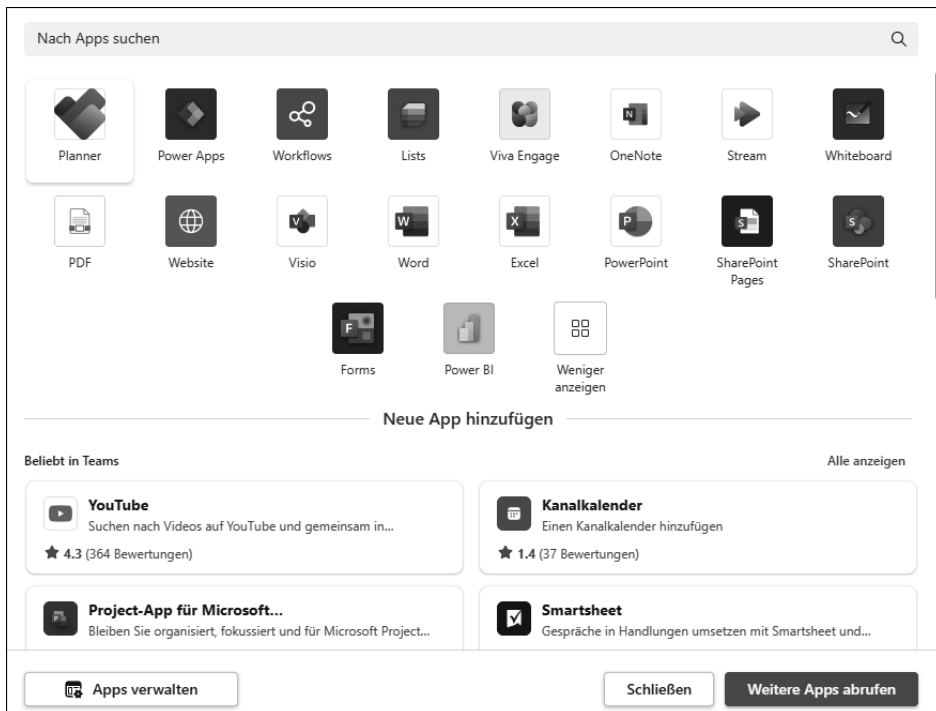 Nach Apps suchen
Planner
Power Apps
Workflows
Lists
Viva Engage
OneNote
Stream
Whiteboard
PDF
Website
Visio
Word
Excel
PowerPoint
SharePoint
Pages
SharePoint
Forms
Power BI
Weniger
anzeigen
Neue App hinzufügen
Beliebt in Teams
Alle anzeigen
YouTube
Suchen nach Videos auf YouTube und gemeinsam in...
4.3 (364 Bewertungen)
Kanalkalender
Einen Kanalkalender hinzufügen
1.4 (37 Bewertungen)
Project-App für Microsoft...
Bleiben Sie organisiert, fokussiert und für Microsoft Project...
Smartsheet
Gespräche in Handlungen umsetzen mit Smartsheet und...
Apps verwalten
Schließen
Weitere Apps abrufen